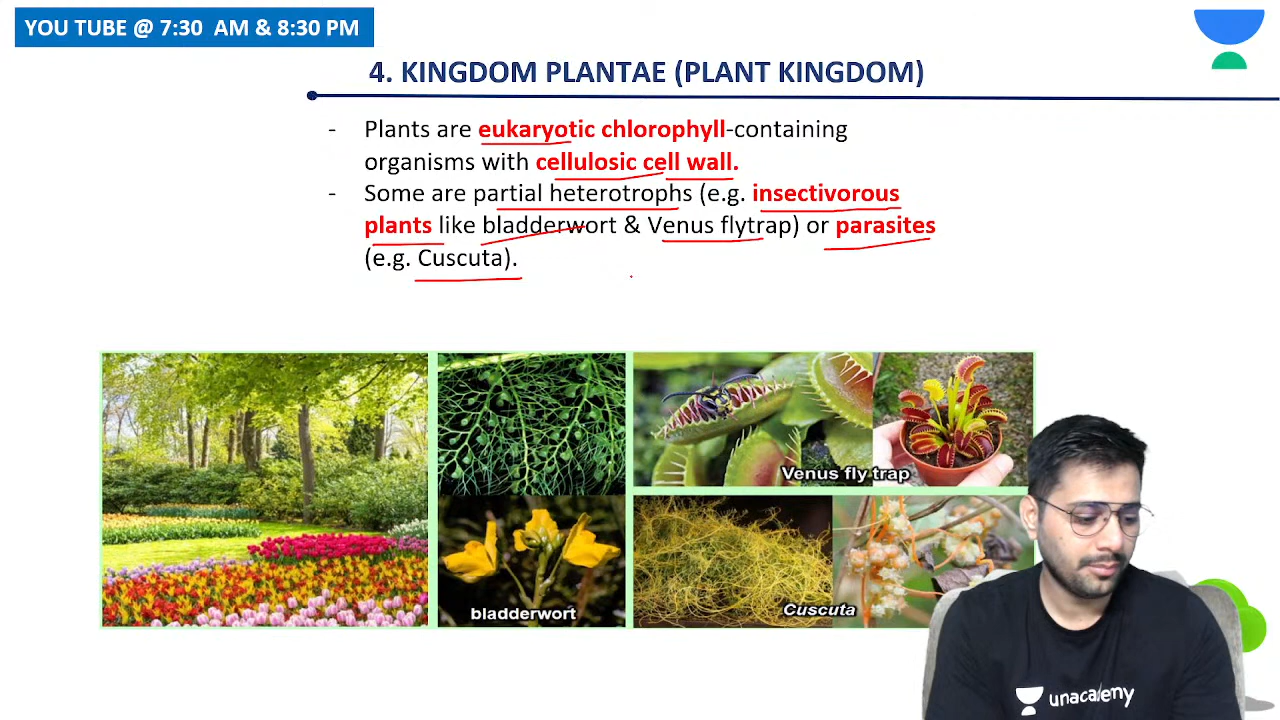 YOU TUBE @ 7:30 AM & 8:30 PM
4. KINGDOM PLANTAE (PLANT KINGDOM)
- Plants are eukaryotic chlorophyll-containing
organisms with cellulosic cell wall.
- Some are partial heterotrophs (e.g. insectivorous
plants like bladderwort & Venus flytrap) or parasites
(e.g. Cuscuta).
Venus fly trap
bladderwort
Cuscuta
unacademy